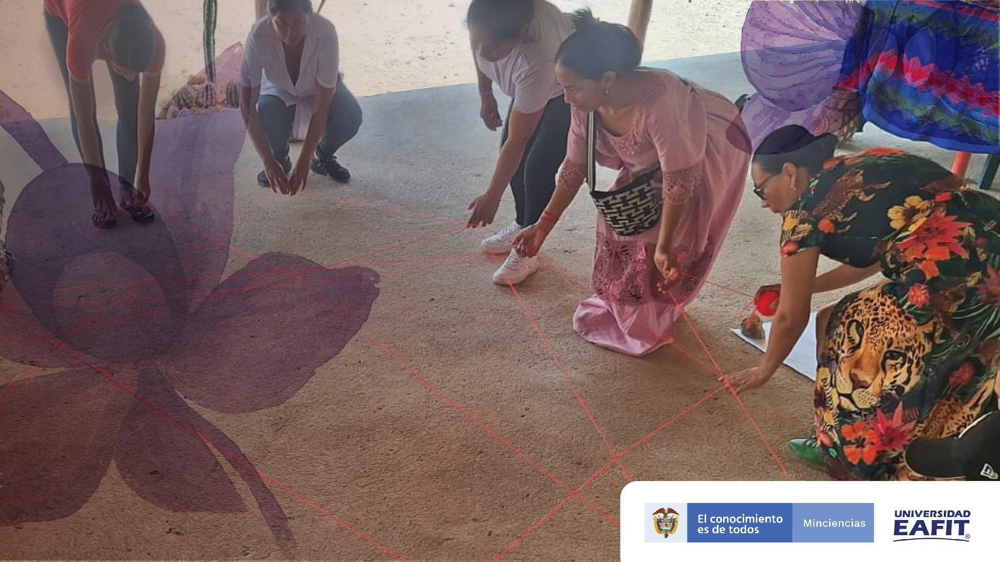 El conocimiento
es de todos
Minciencias
UNIVERSIDAD
EAFIT®